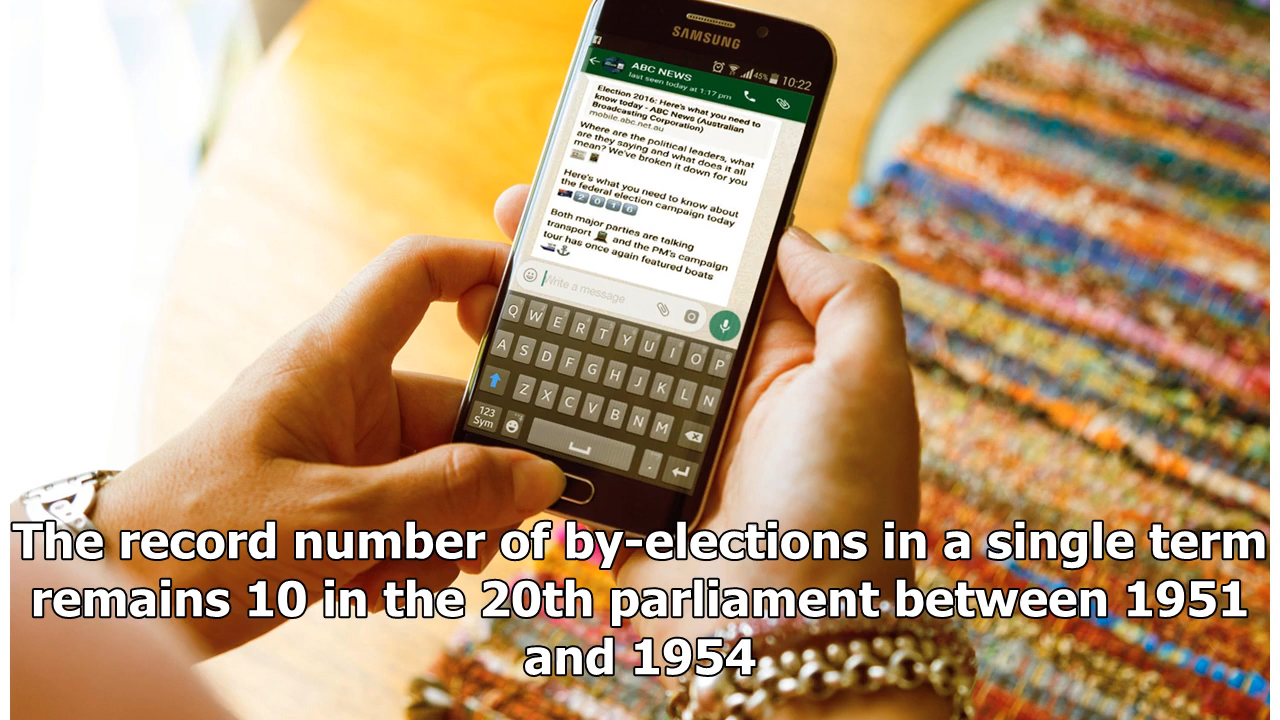 SAMSUNG
45% 10:22
ABC NEWS
last seen today at 1:17 pm
Election 2016: Here's what you need to
know today - ABC News (Australian
Broadcasting Corporation)
mobile.abc.net.au
Where are the political leaders, what
are they saying and what does it all
mean? We've broken it down for you
Here's what you need to know about
the federal election campaign today
2016
Both major parties are talking
transport and the PM's campaign
tour has once again featured boats
Write a message
Q W E R T Y U I O P
A S D F G H J K L N
Z X C V B N M
123
Sym .
The record number of by-elections in a single term
remains 10 in the 20th parliament between 1951
and 1954